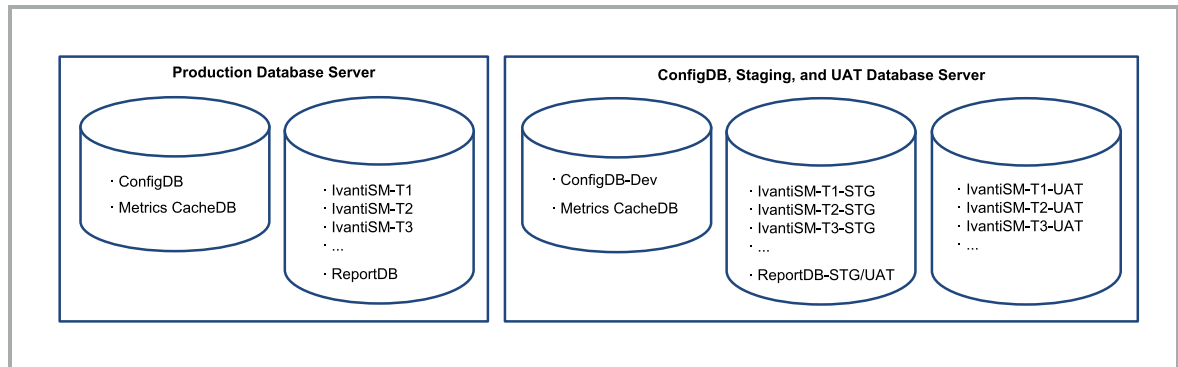 Production Database Server
· ConfigDB
· Metrics CacheDB
· IvantiSM-T1
· IvantiSM-T2
· IvantiSM-T3
· ...
· ReportDB
ConfigDB, Staging, and UAT Database Server
· ConfigDB-Dev
· Metrics CacheDB
· IvantiSM-T1-STG
· IvantiSM-T2-STG
· IvantiSM-T3-STG
· ...
· ReportDB-STG/UAT
· IvantiSM-T1-UAT
· IvantiSM-T2-UAT
· IvantiSM-T3-UAT
· ...